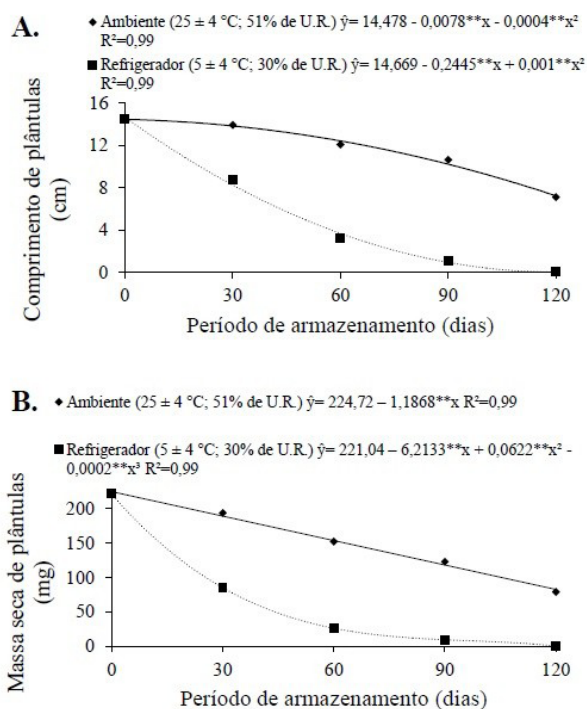 A.
Ambiente (25 ± 4 °C; 51% de U.R.) ŷ= 14,478 - 0,0078**x - 0,0004**x²
R²=0,99
Refrigerador (5 ± 4 °C; 30% de U.R.) ŷ= 14,669 - 0,2445**x + 0,001**x²
R²=0,99
Comprimento de plântulas
(cm)
16
12
8
4
0
0 30 60 90 120
Período de armazenamento (dias)
B.
Ambiente (25 ± 4 °C; 51% de U.R.) ŷ= 224,72 – 1,1868**x R²=0,99
Refrigerador (5 ± 4 °C; 30% de U.R.) ŷ= 221,04 – 6,2133**x + 0,0622**x² -
0,0002**x³ R²=0,99
Massa seca de plântulas
(mg)
200
150
100
50
0
0 30 60 90 120
Período de armazenamento (dias)